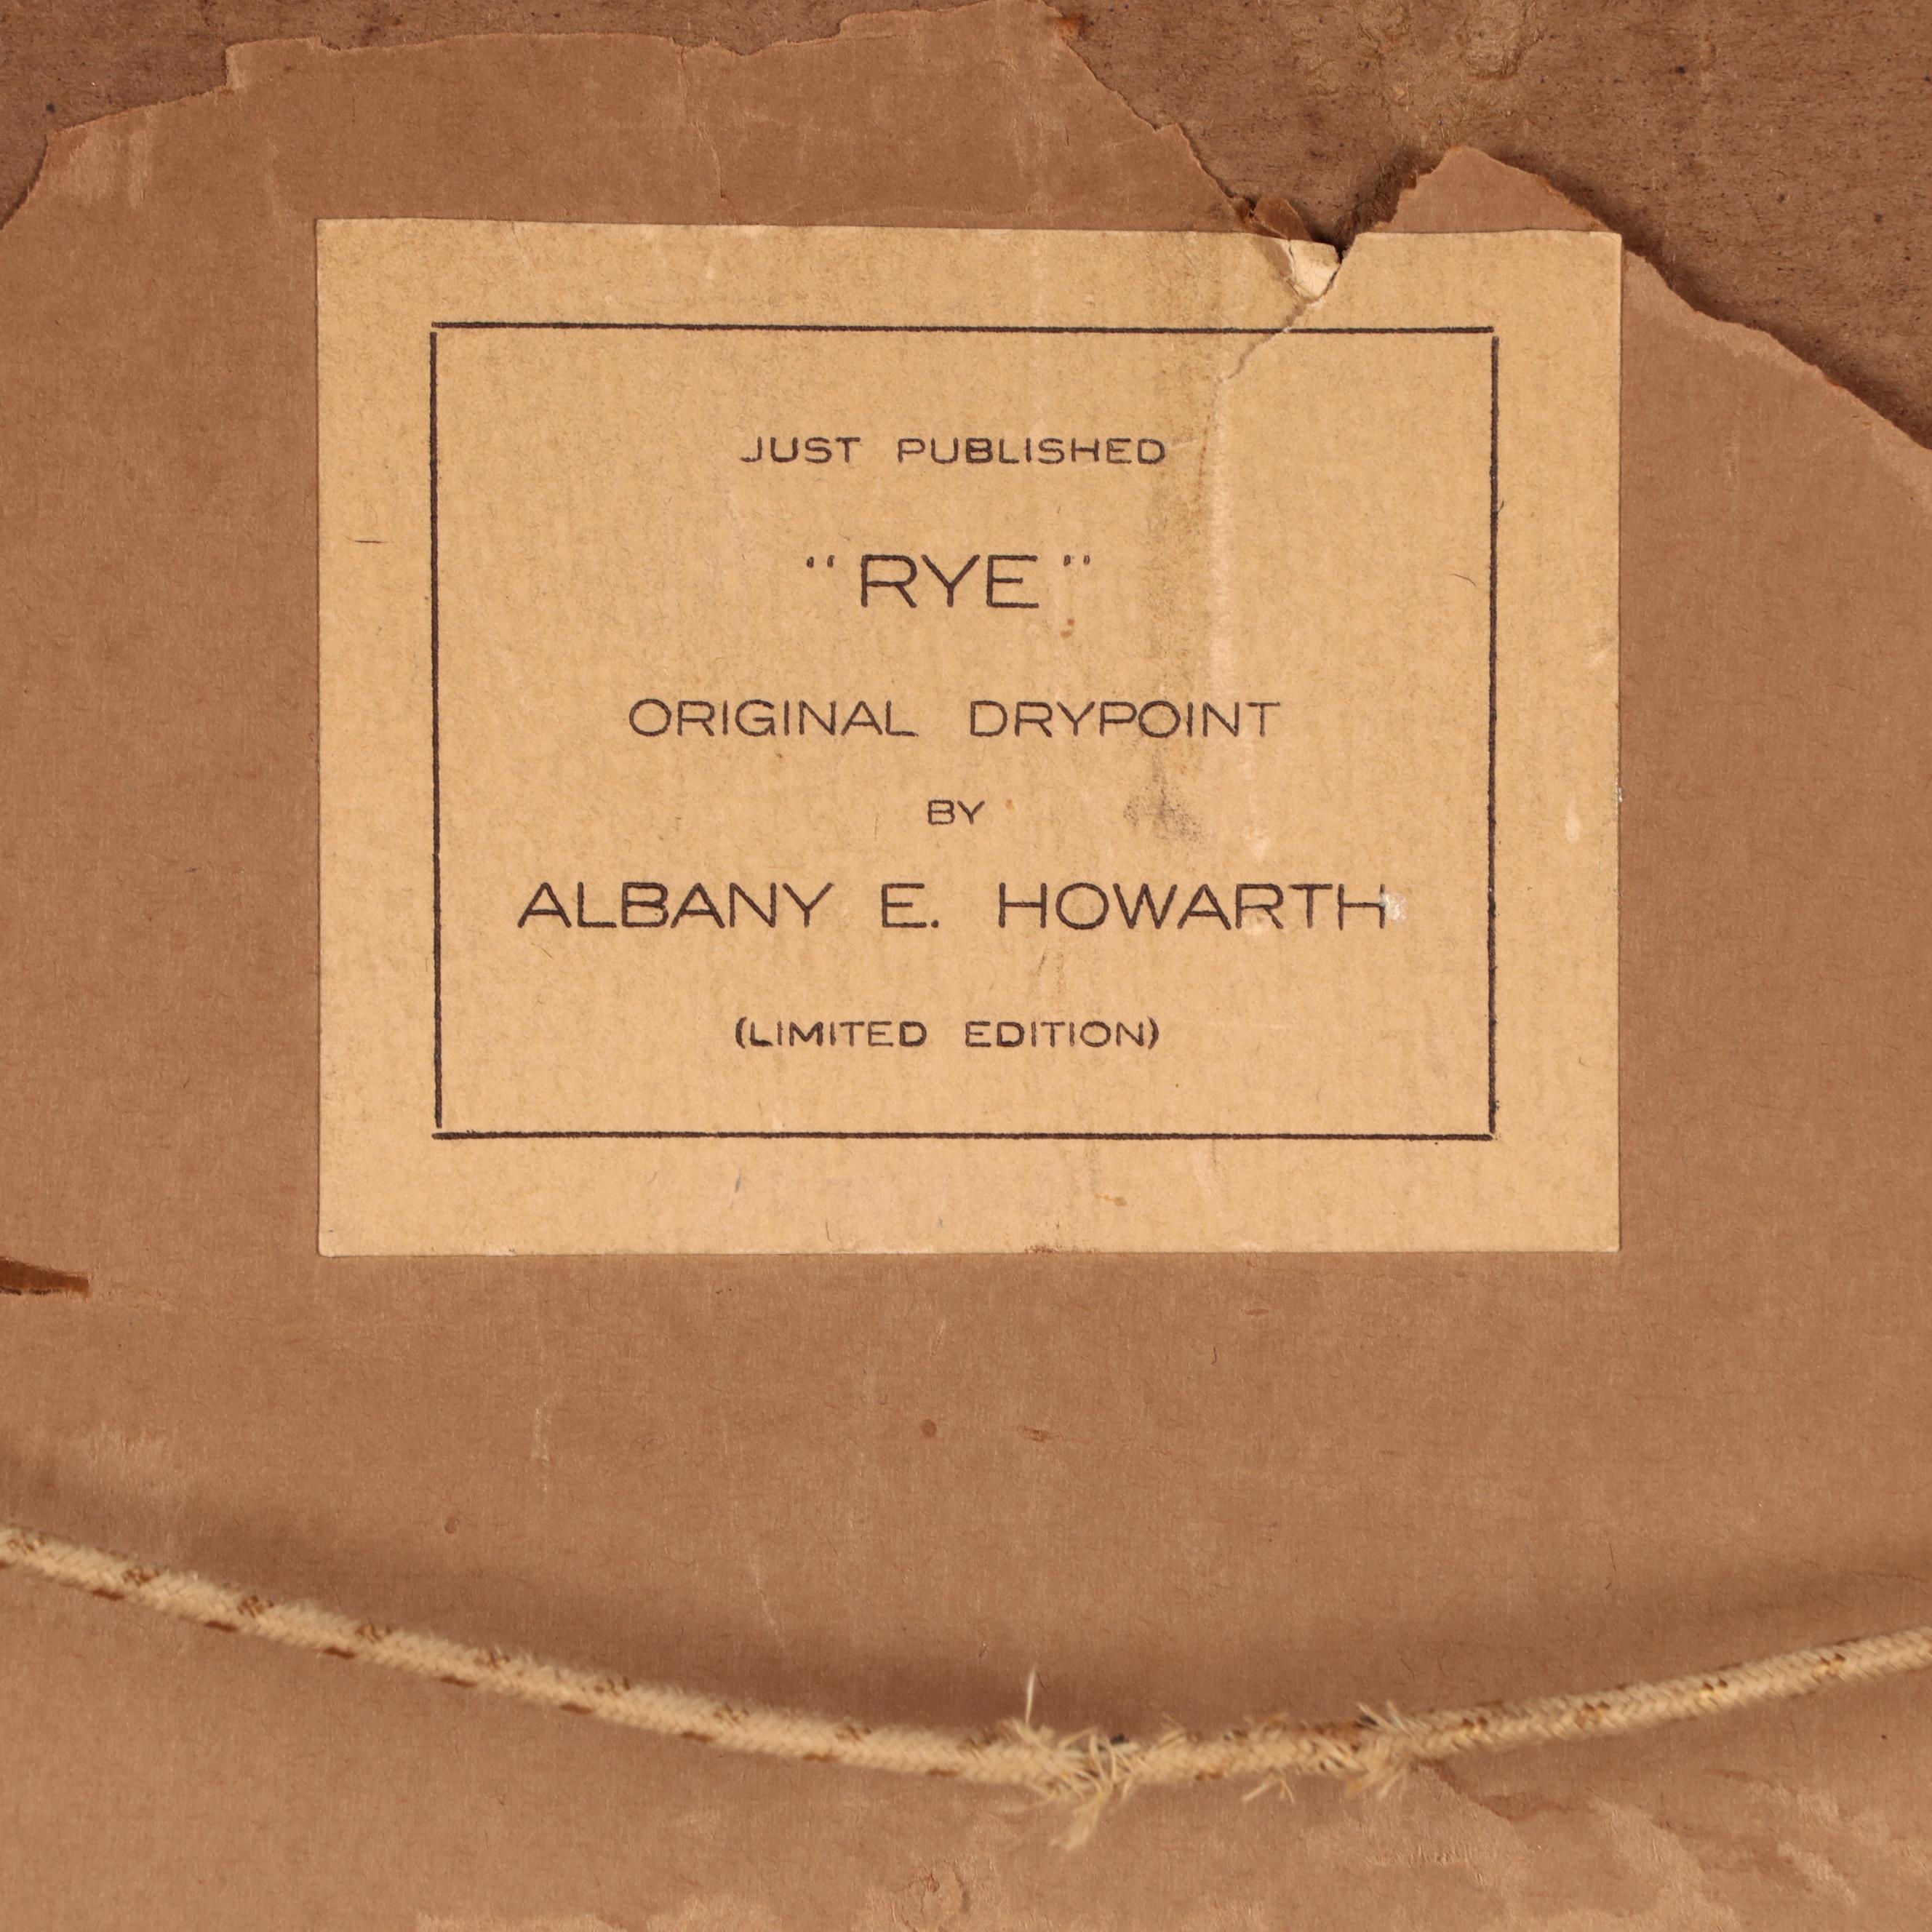 JUST PUBLISHED
"RYE"
ORIGINAL DRYPOINT
BY
ALBANY E. HOWARTH
(LIMITED EDITION)